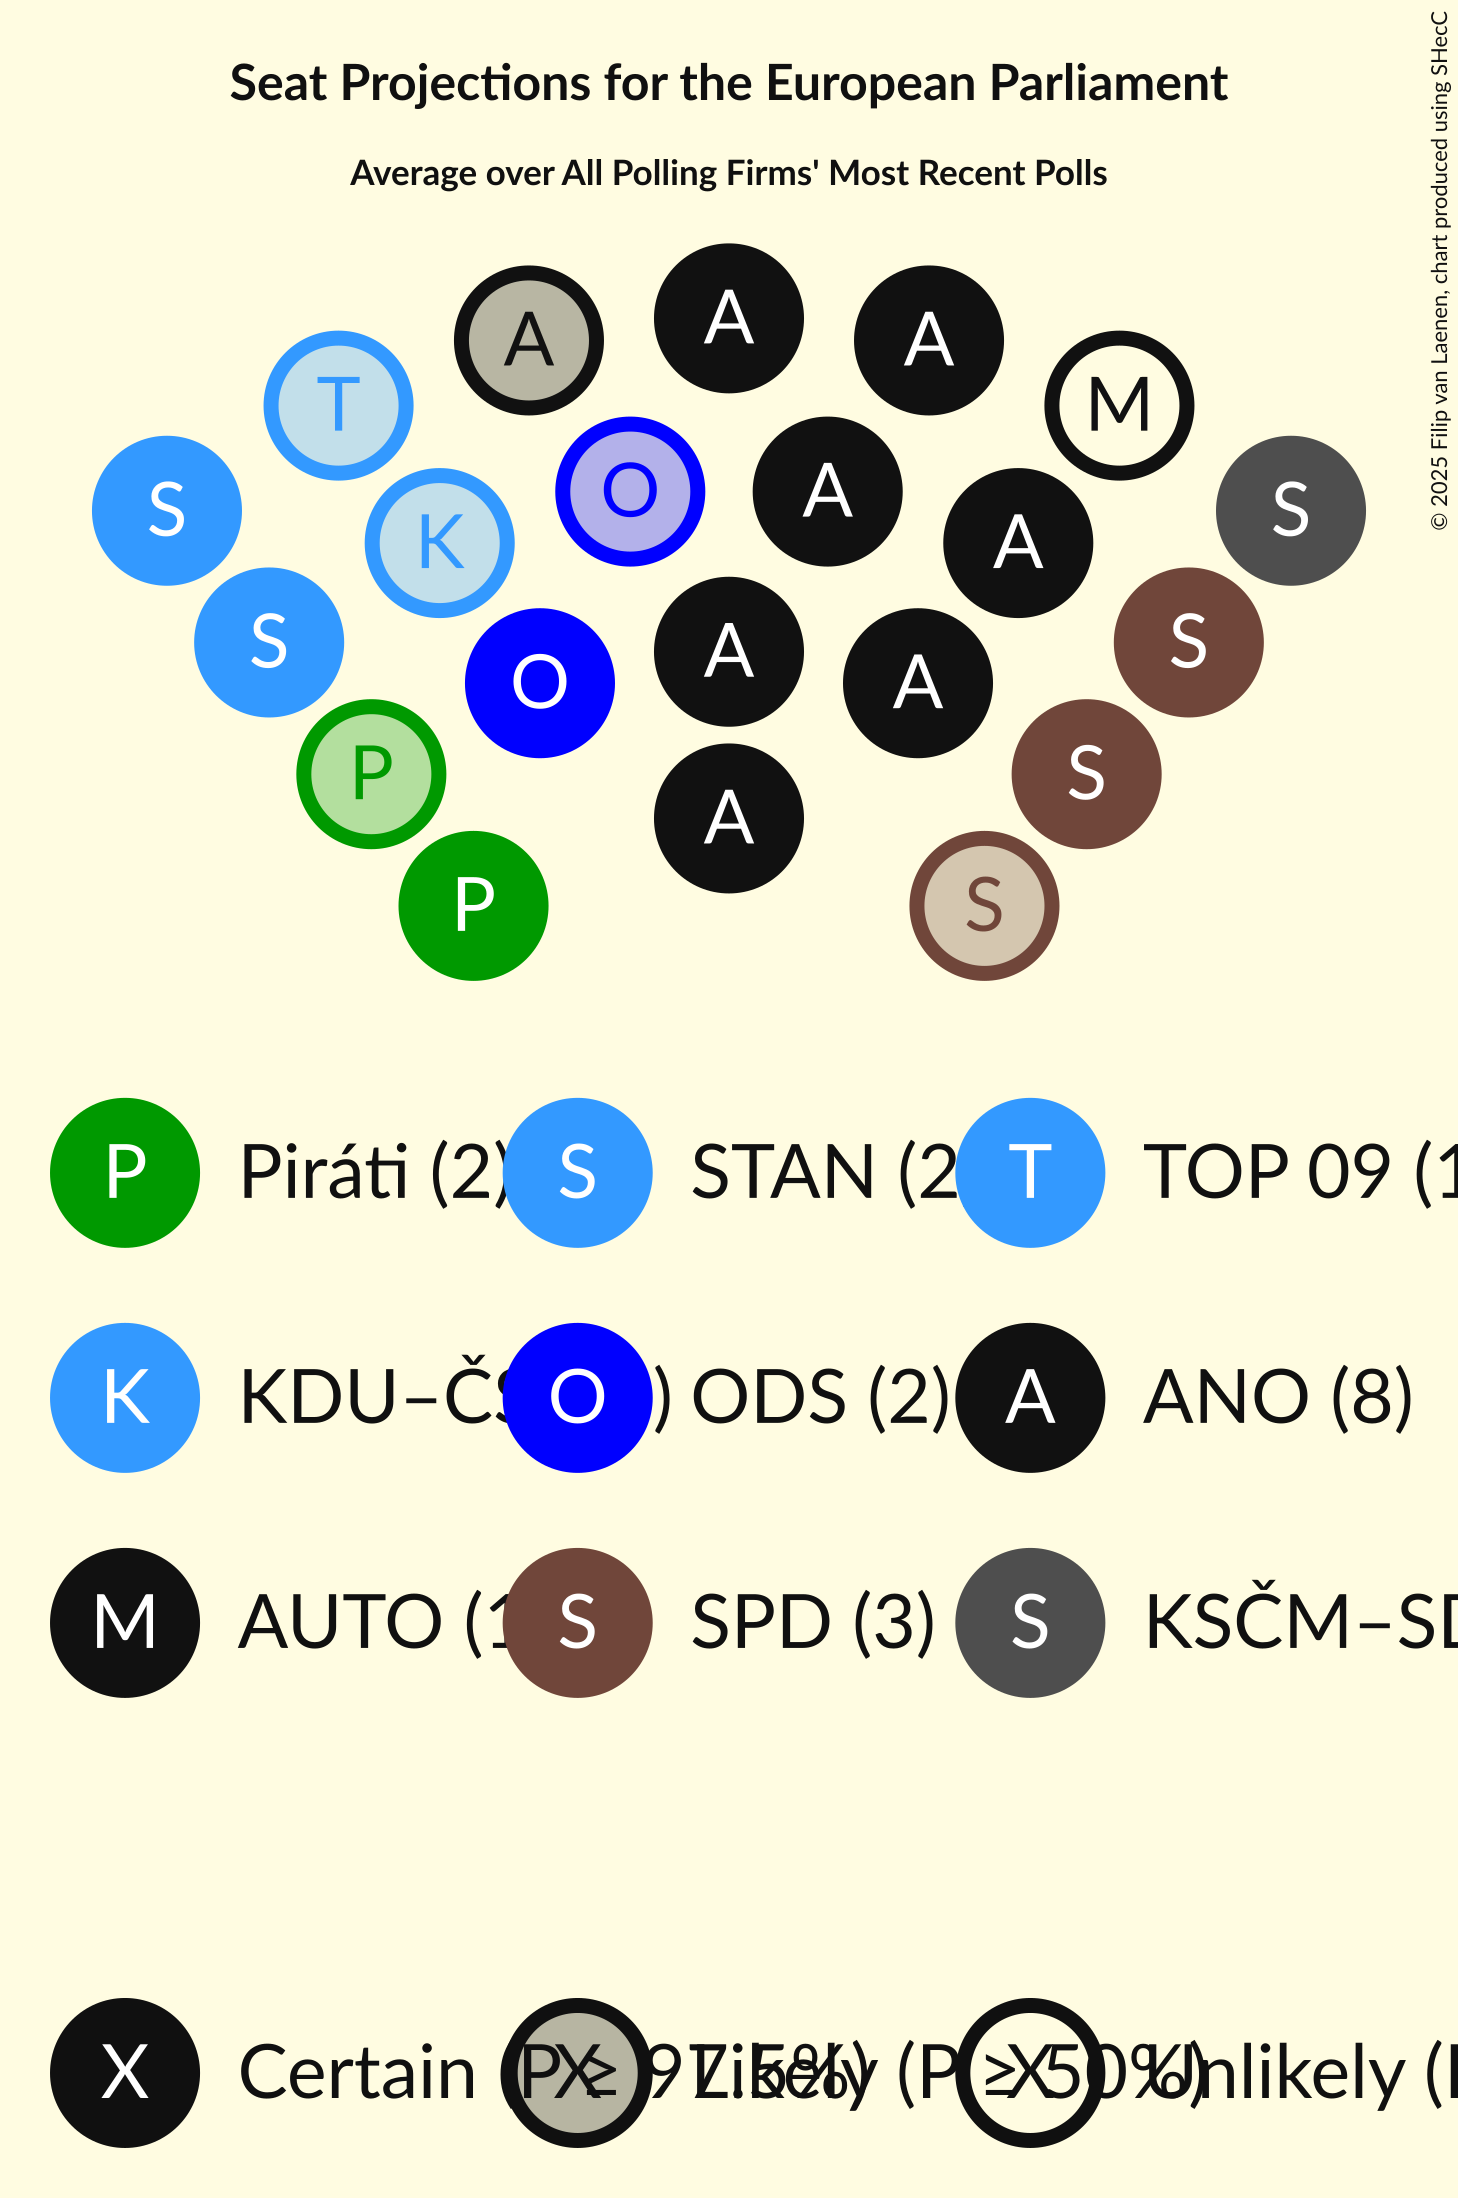 Seat Projections for the European Parliament
Average over All Polling Firms' Most Recent Polls
© 2025 Filip van Laenen, chart produced using SHecC
A A A
T A M
S O A S
K A
S A S
O A
P S
A
P S
P Piráti (2) S STAN (2 T TOP 09 (1
K KDU–ČS ) O ODS (2) A ANO (8)
M AUTO (1 S SPD (3) S KSČM–SD
X Certain (P ≥ 97.5%) X Likely (P ≥ 50%) X Unlikely (